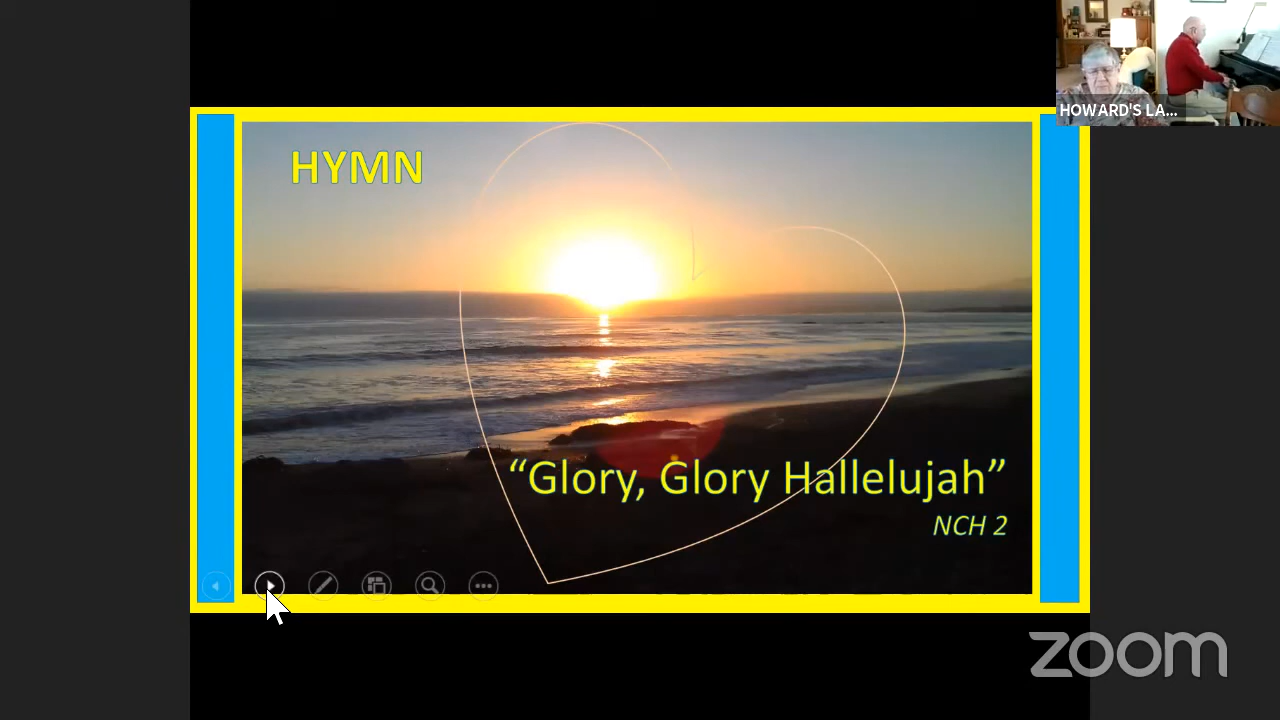 HOWARD'S LA...
HYMN
“Glory, Glory Hallelujah”
NCH 2
zoom